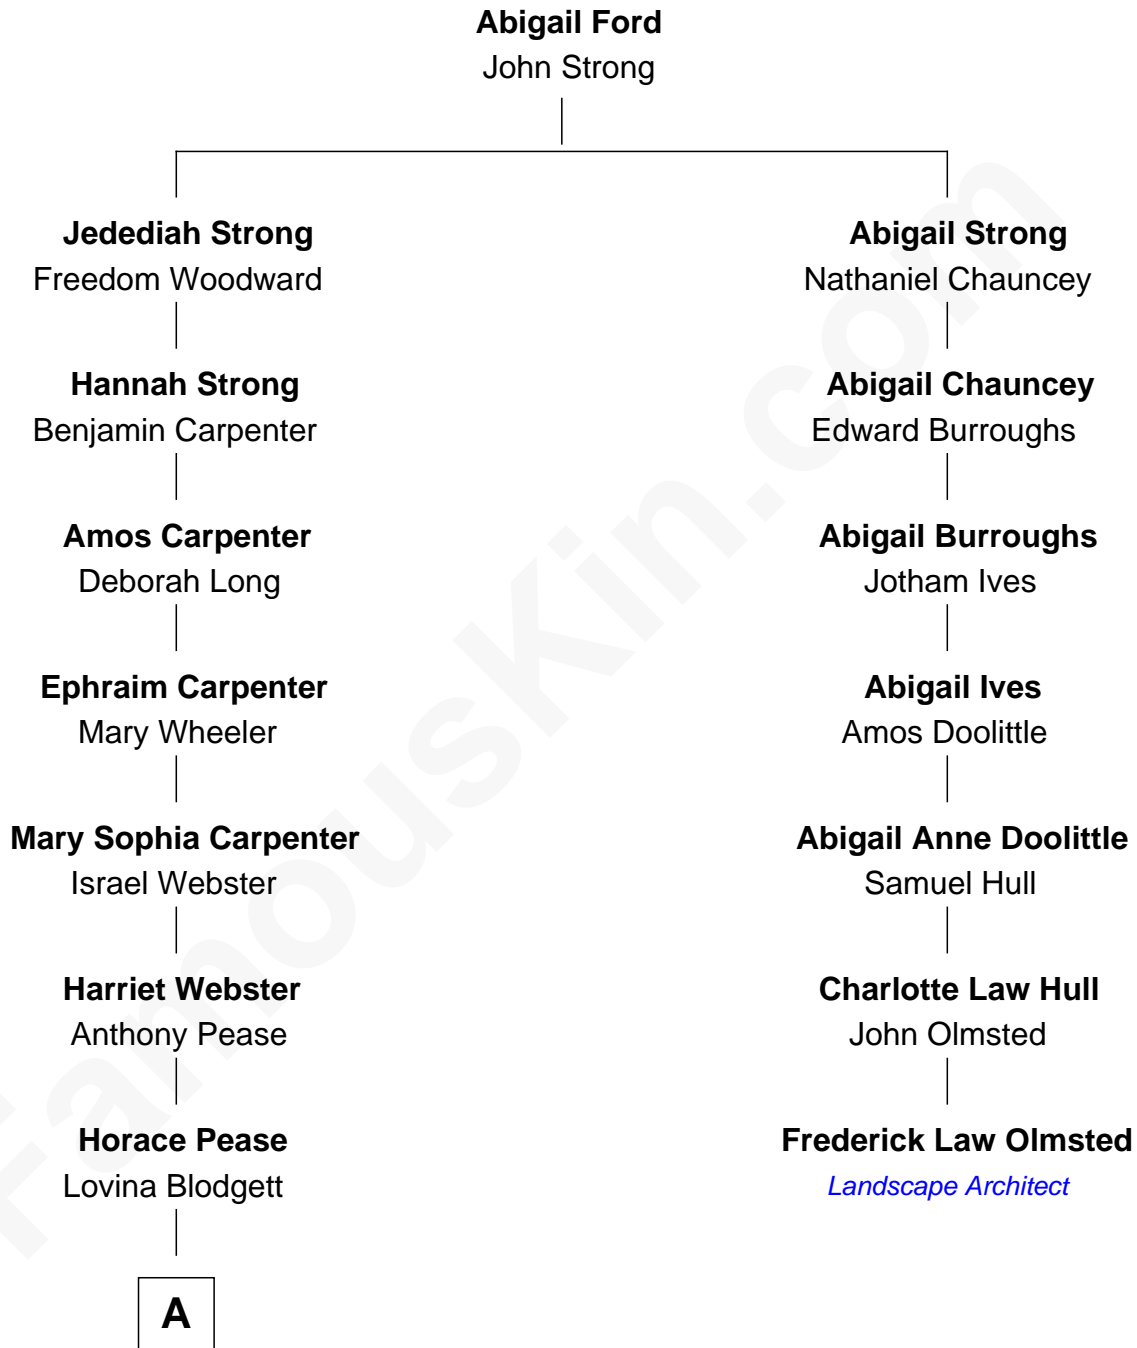 Abigail Ford
John Strong
Jedediah Strong
Freedom Woodward
Hannah Strong
Benjamin Carpenter
Amos Carpenter
Deborah Long
Ephraim Carpenter
Mary Wheeler
Mary Sophia Carpenter
Israel Webster
Harriet Webster
Anthony Pease
Horace Pease
Lovina Blodgett
A
Abigail Strong
Nathaniel Chauncey
Abigail Chauncey
Edward Burroughs
Abigail Burroughs
Jotham Ives
Abigail Ives
Amos Doolittle
Abigail Anne Doolittle
Samuel Hull
Charlotte Law Hull
John Olmsted
Frederick Law Olmsted
Landscape Architect
FamousKin.com